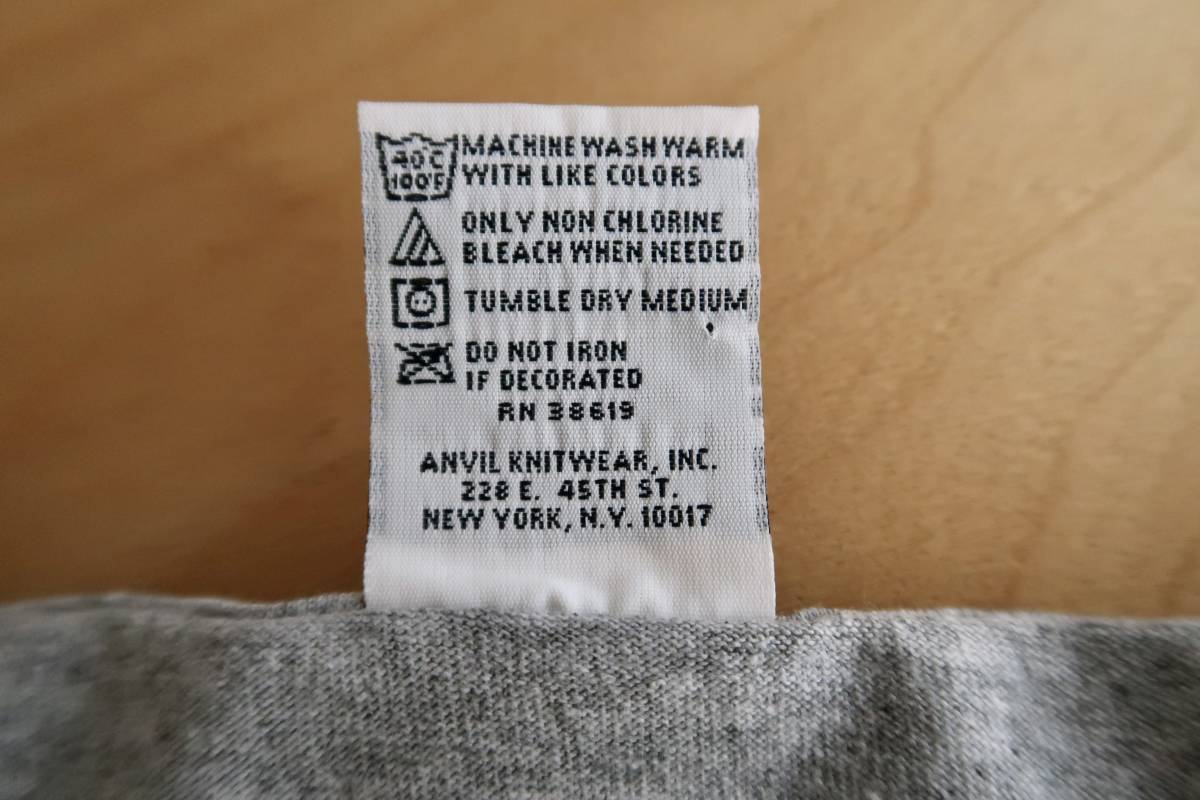 40°C MACHINE WASH WARM
100°F WITH LIKE COLORS
ONLY NON CHLORINE
BLEACH WHEN NEEDED
TUMBLE DRY MEDIUM
DO NOT IRON
IF DECORATED
RN 38619
ANVIL KNITWEAR, INC.
228 E. 45TH ST.
NEW YORK, N.Y. 10017